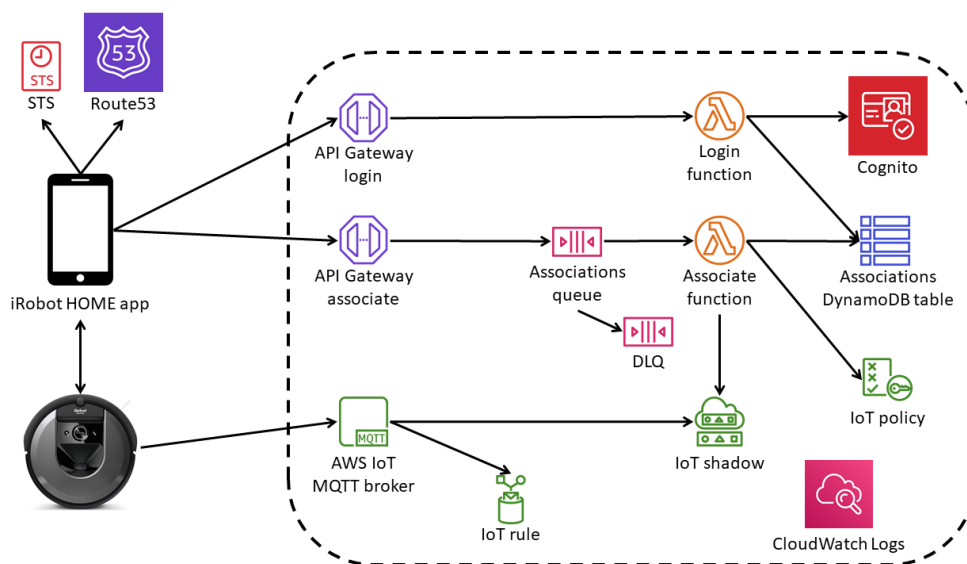 53
STS
STS
Route53
API Gateway
login
Login
function
Cognito
API Gateway
associate
Associations
queue
Associate
function
Associations
DynamoDB table
iRobot HOME app
DLQ
IoT policy
MQTT
AWS IoT
MQTT broker
IoT shadow
IoT rule
CloudWatch Logs